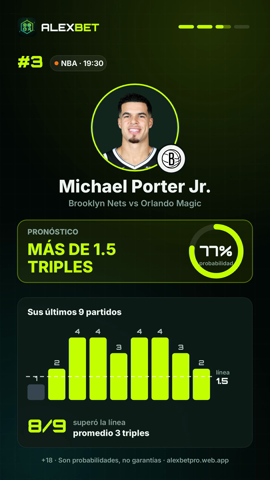 ALEXBET
#3 NBA · 19:30
Michael Porter Jr.
Brooklyn Nets vs Orlando Magic
PRONÓSTICO
MÁS DE 1.5
TRIPLES
77%
probabilidad
Sus últimos 9 partidos
2 4 4 3 4 4 3 2
línea
1.5
8/9 superó la línea
promedio 3 triples
+18 · Son probabilidades, no garantías · alexbetpro.web.app